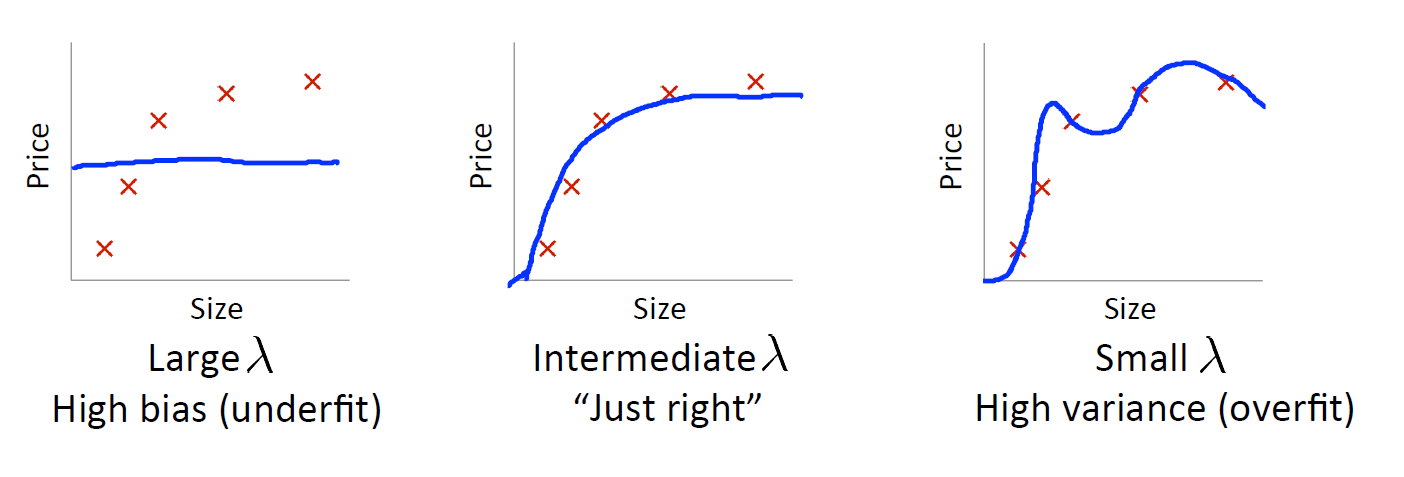 Price
Size
Large λ
High bias (underfit)
Price
Size
Intermediate λ
“Just right”
Price
Size
Small λ
High variance (overfit)